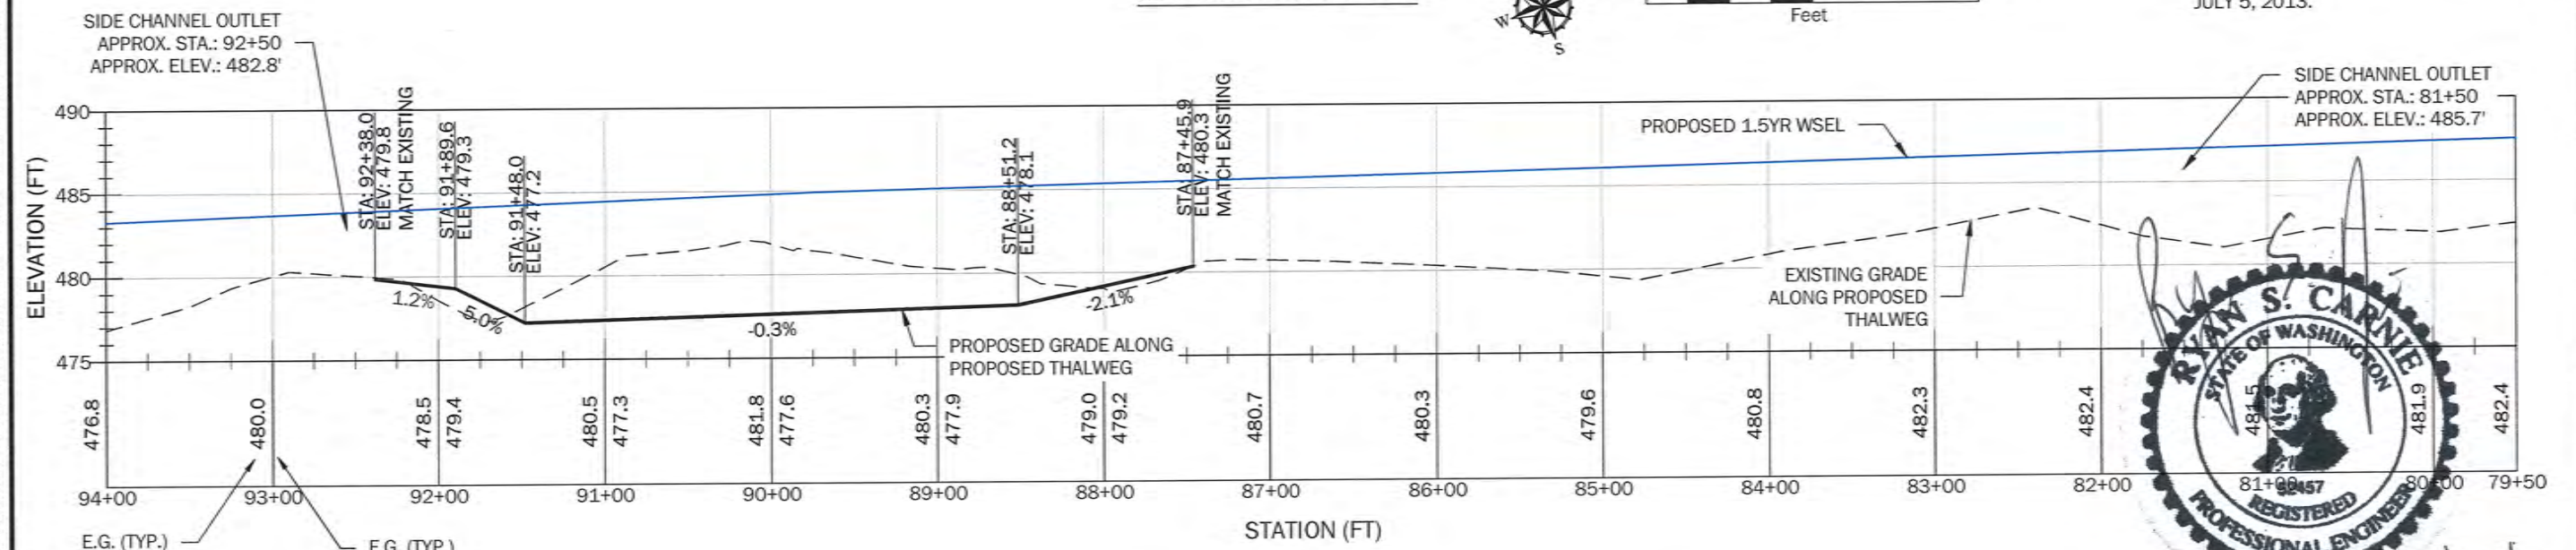 JULY 5, 2013.
Feet
W
S
SIDE CHANNEL OUTLET
APPROX. STA.: 92+50
APPROX. ELEV.: 482.8'
SIDE CHANNEL OUTLET
APPROX. STA.: 81+50
APPROX. ELEV.: 485.7'
PROPOSED 1.5YR WSEL
ELEVATION (FT)
490
485
480
475
STA: 92+38.0
ELEV: 479.8
MATCH EXISTING
STA: 91+89.6
ELEV: 479.3
STA: 91+48.0
ELEV: 477.2
STA: 88+51.2
ELEV: 478.1
STA: 87+45.9
ELEV: 480.3
MATCH EXISTING
1.2%
5.0%
-0.3%
-2.1%
PROPOSED GRADE ALONG
PROPOSED THALWEG
EXISTING GRADE
ALONG PROPOSED
THALWEG
476.8
480.0
478.5
479.4
480.5
477.3
481.8
477.6
480.3
477.9
479.0
479.2
480.7
480.3
479.6
480.8
482.3
482.4
481.5
481.9
482.4
94+00
93+00
92+00
91+00
90+00
89+00
88+00
87+00
86+00
85+00
84+00
83+00
82+00
81+00
80+00
79+50
STATION (FT)
E.G. (TYP.)
F.G. (TYP.)
RYAN S. CARNIE
STATE OF WASHINGTON
REGISTERED
PROFESSIONAL ENGINEER